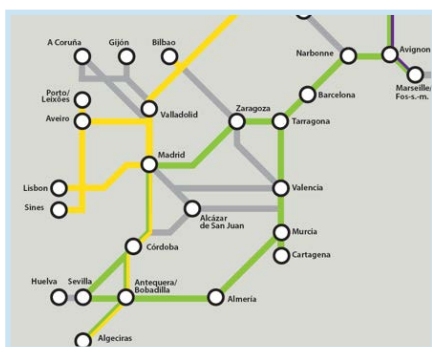 A Coruña
Gijón
Bilbao
Narbonne
Avignon
Marseille/
Fos-s.-m.
Porto/
Leixões
Aveiro
Valladolid
Zaragoza
Barcelona
Tarragona
Madrid
Lisbon
Sines
Valencia
Alcázar
de San Juan
Murcia
Córdoba
Cartagena
Huelva
Sevilla
Antequera/
Bobadilla
Almería
Algeciras